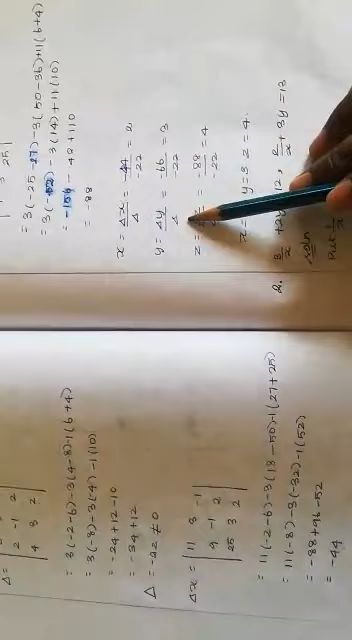 Δ =
2 -1 2
4 3 2
= 3(-2-6)-3(4-8)-1(6+4)
= 3(-8)-3(4)-1(10)
= -24+12-10
= -34+12
Δ = -22 ≠ 0
Δx = | 11 3 -1 |
9 -1 2
25 3 2
= 11(-2-6)-3(18-50)-1(27+25)
= 11(-8)-3(-32)-1(52)
= -88+96-52
= -44
3 25
= 3(-25-27)-3(50-36)+11(6+4)
= 3(-52)-3(14)+11(10)
= -156-42+110
= -88
x = Δx/Δ = -44/-22 = 2
y = Δy/Δ = -66/-22 = 3
z = = -88/-22 = 4
x = y=3 z=4.
2. 3/x +2y 12, 2/x + 3y = 13
soln
Put 1/x